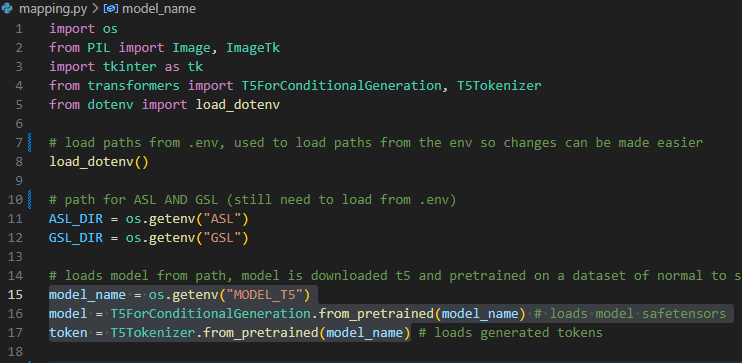 mapping.py > model_name
1 import os
2 from PIL import Image, ImageTk
3 import tkinter as tk
4 from transformers import T5ForConditionalGeneration, T5Tokenizer
5 from dotenv import load_dotenv
6
7 # load paths from .env, used to load paths from the env so changes can be made easier
8 load_dotenv()
9
10 # path for ASL AND GSL (still need to load from .env)
11 ASL_DIR = os.getenv("ASL")
12 GSL_DIR = os.getenv("GSL")
13
14 # loads model from path, model is downloaded t5 and pretrained on a dataset of normal to s
15 model_name = os.getenv("MODEL_T5")
16 model = T5ForConditionalGeneration.from_pretrained(model_name) # loads model safetensors
17 token = T5Tokenizer.from_pretrained(model_name) # loads generated tokens
18